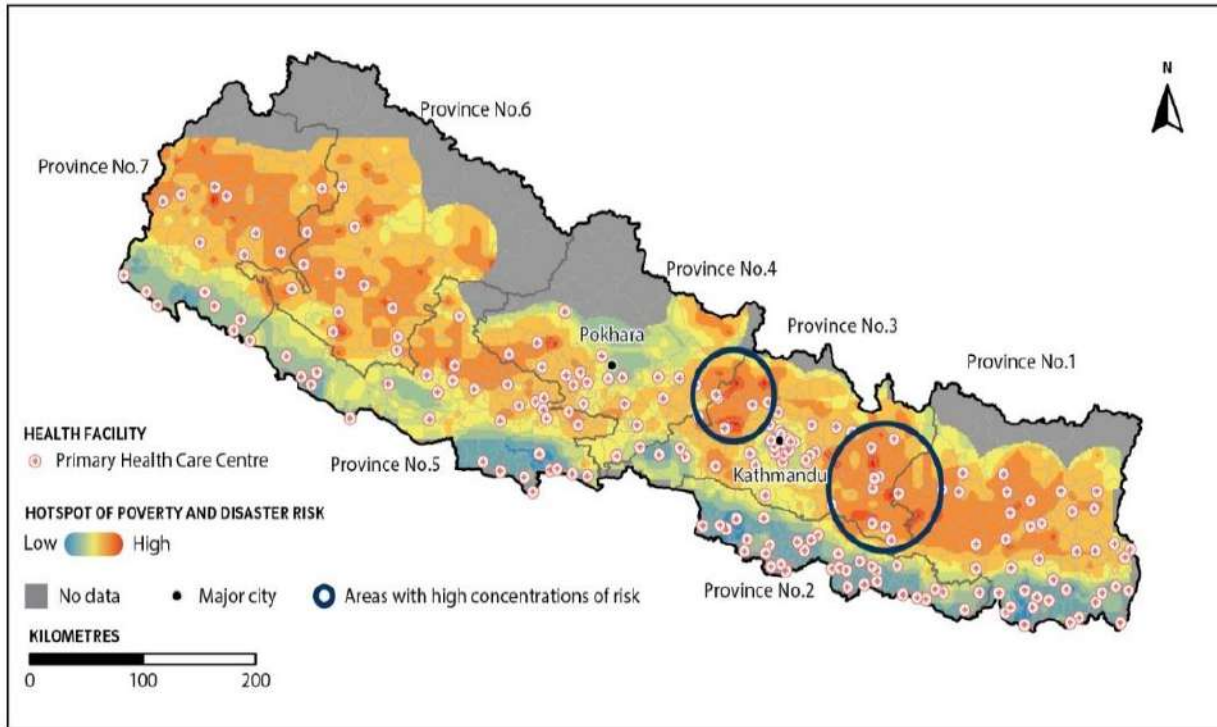 N
Province No.6
Province No.7
Province No.4
Pokhara
Province No.3
Province No.1
HEALTH FACILITY
Primary Health Care Centre
Province No.5
Kathmandu
HOTSPOT OF POVERTY AND DISASTER RISK
Low High
No data Major city Areas with high concentrations of risk
Province No.2
KILOMETRES
0 100 200